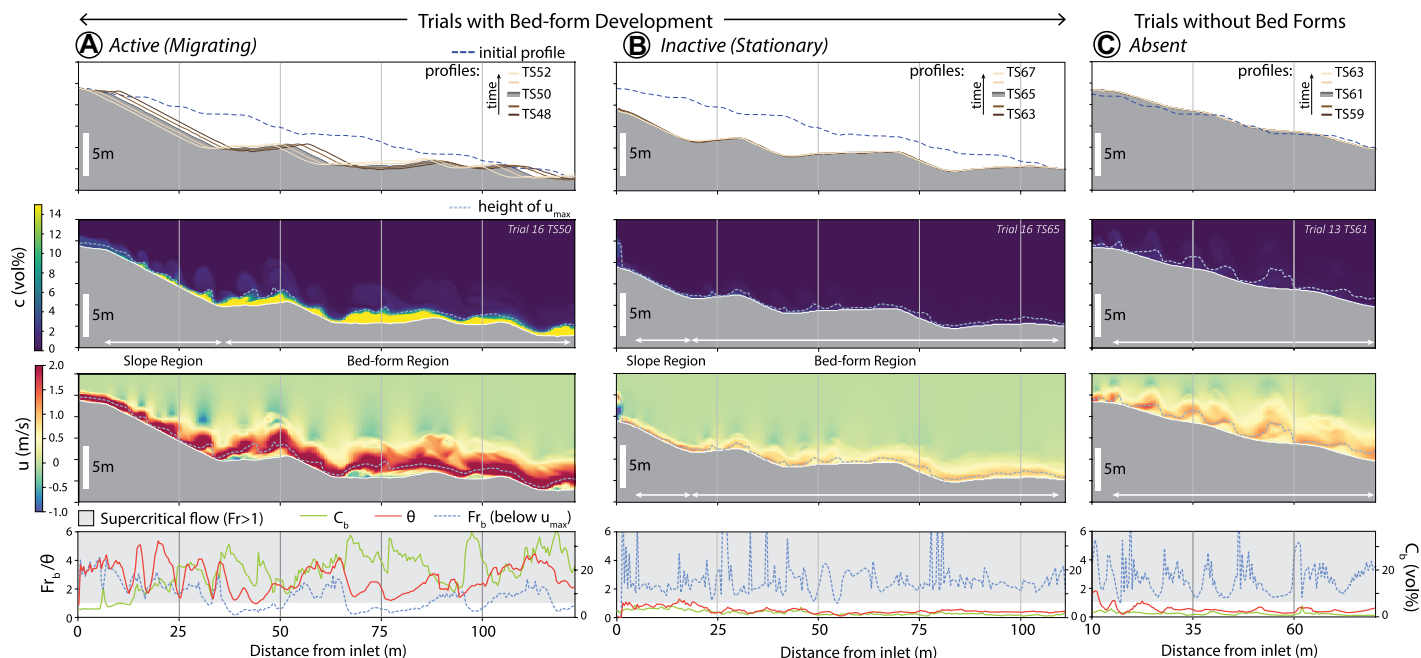 Trials with Bed-form Development
Trials without Bed Forms
A Active (Migrating)
B Inactive (Stationary)
C Absent
initial profile
profiles:
time
TS52
TS50
TS48
5m
profiles:
time
TS67
TS65
TS63
5m
profiles:
time
TS63
TS61
TS59
5m
height of umax
c (vol%)
14
12
10
8
6
4
2
0
Trial 16 TS50
5m
Trial 16 TS65
5m
Trial 13 TS61
5m
Slope Region
Bed-form Region
Slope Region
Bed-form Region
u (m/s)
2.0
1.5
1.0
0.5
0
-0.5
-1.0
5m
5m
5m
Supercritical flow (Fr>1)
Cb
θ
Frb (below umax)
Frb/θ
6
4
2
0
20
0
0
25
50
75
100
Distance from inlet (m)
6
4
2
0
20
0
0
25
50
75
100
Distance from inlet (m)
6
4
2
0
20
0
Cb (vol%)
10
35
60
Distance from inlet (m)